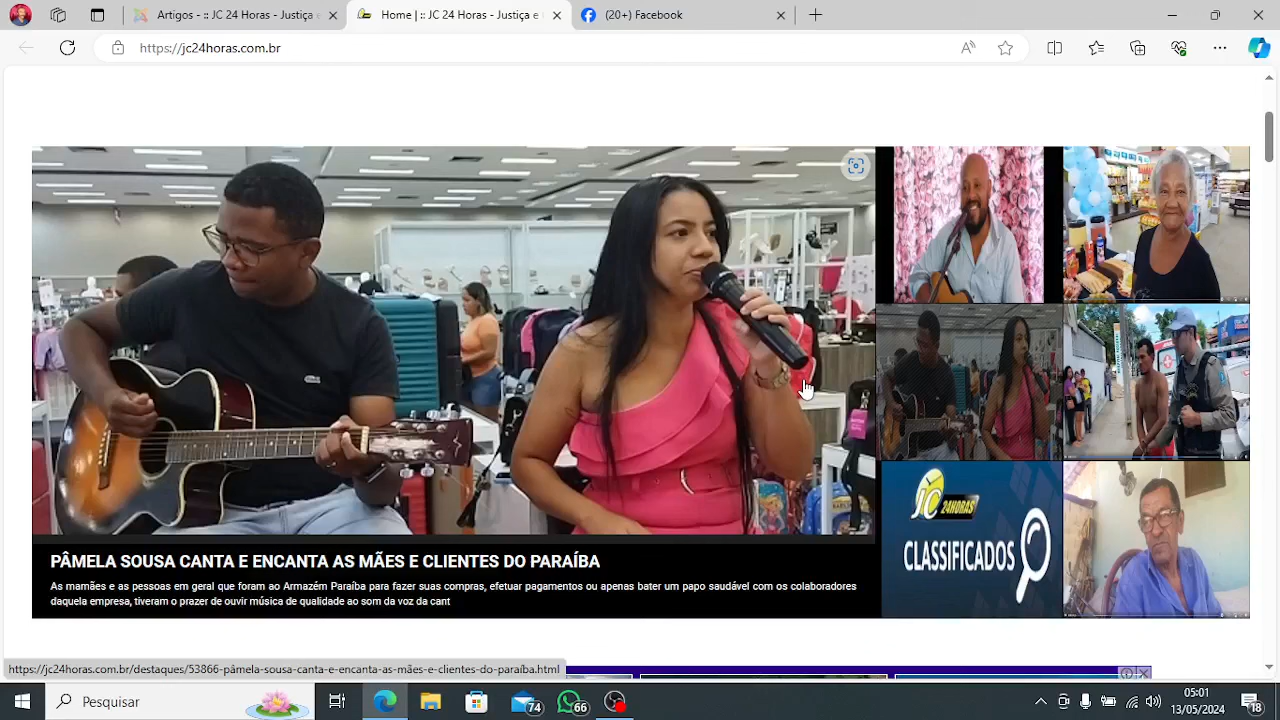 Artigos - :: JC 24 Horas - Justiça e
Home | :: JC 24 Horas - Justiça e
(20+) Facebook
https://jc24horas.com.br
PÂMELA SOUSA CANTA E ENCANTA AS MÃES E CLIENTES DO PARAÍBA
As mamães e as pessoas em geral que foram ao Armazém Paraíba para fazer suas compras, efetuar pagamentos ou apenas bater um papo saudável com os colaboradores
daquela empresa, tiveram o prazer de ouvir música de qualidade ao som da voz da cant
JC 24HORAS
CLASSIFICADOS
https://jc24horas.com.br/destaques/53866-pâmela-sousa-canta-e-encanta-as-mães-e-clientes-do-paraíba.html
Pesquisar
74
66
05:01
13/05/2024
18